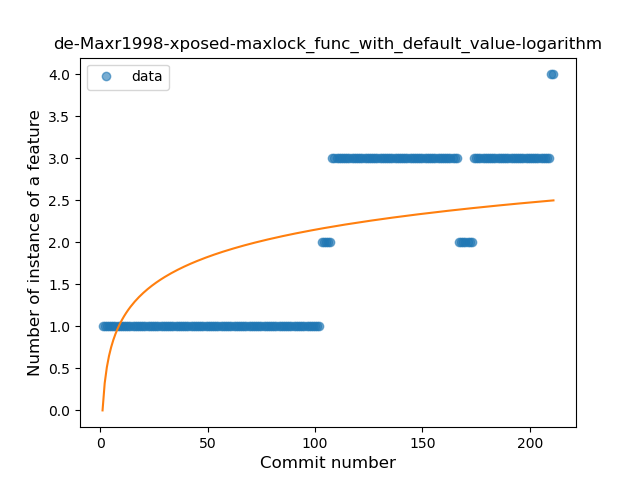 de-Maxr1998-xposed-maxlock_func_with_default_value-logarithm
data
Number of instance of a feature
4.0
3.5
3.0
2.5
2.0
1.5
1.0
0.5
0.0
0 50 100 150 200
Commit number